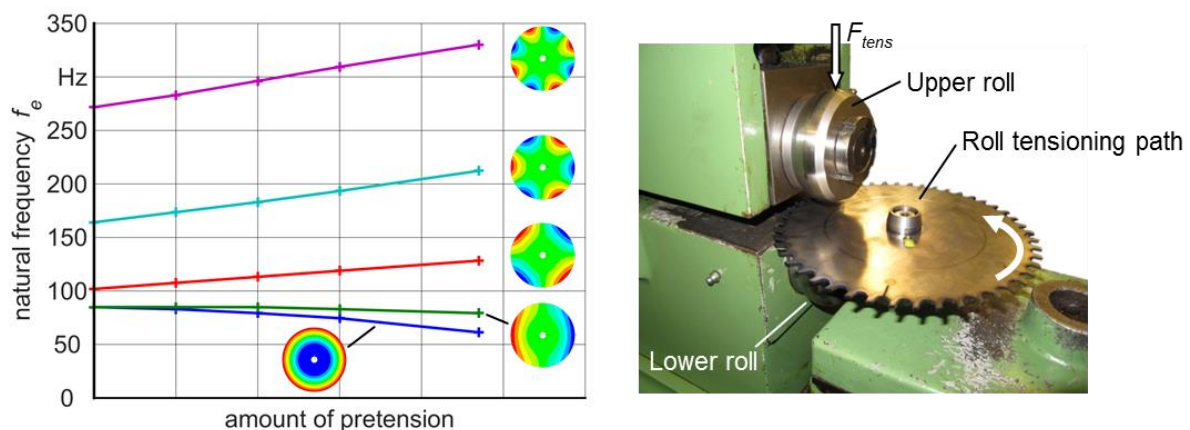 350
Hz
250
200
150
100
50
0
natural frequency f_e
amount of pretension
F_tens
Upper roll
Roll tensioning path
Lower roll